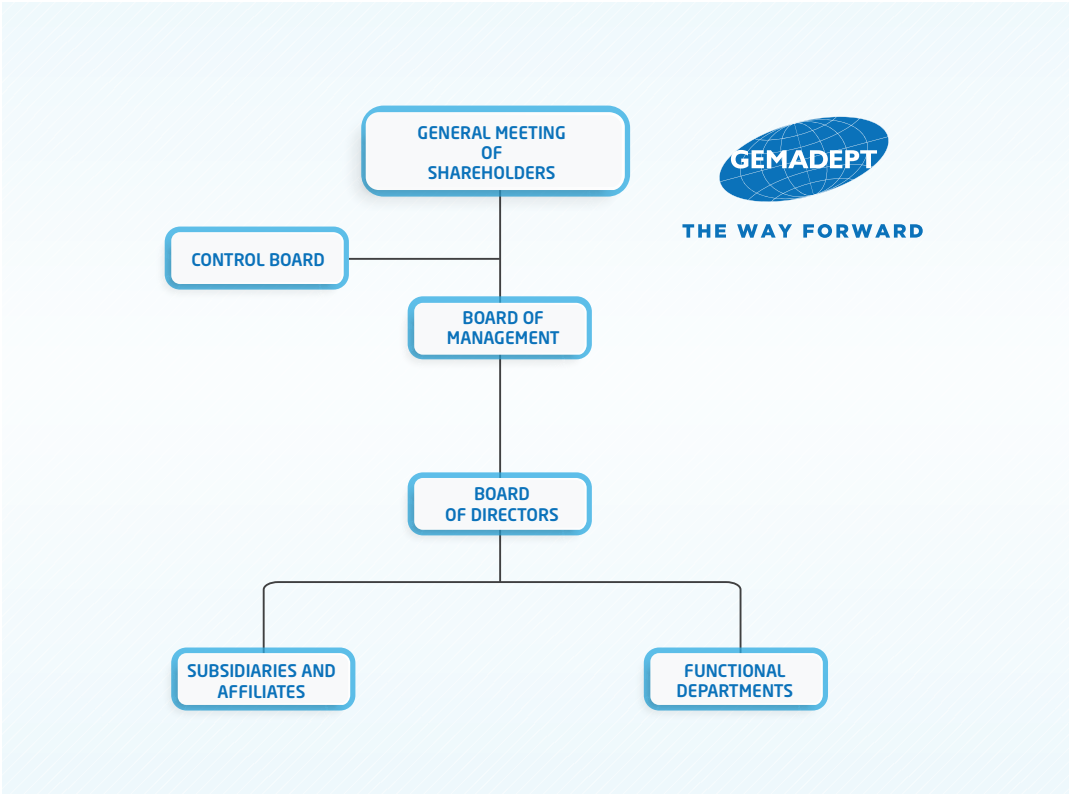 GENERAL MEETING
OF
SHAREHOLDERS
GEMADEPT
THE WAY FORWARD
CONTROL BOARD
BOARD OF
MANAGEMENT
BOARD
OF DIRECTORS
SUBSIDIARIES AND
AFFILIATES
FUNCTIONAL
DEPARTMENTS